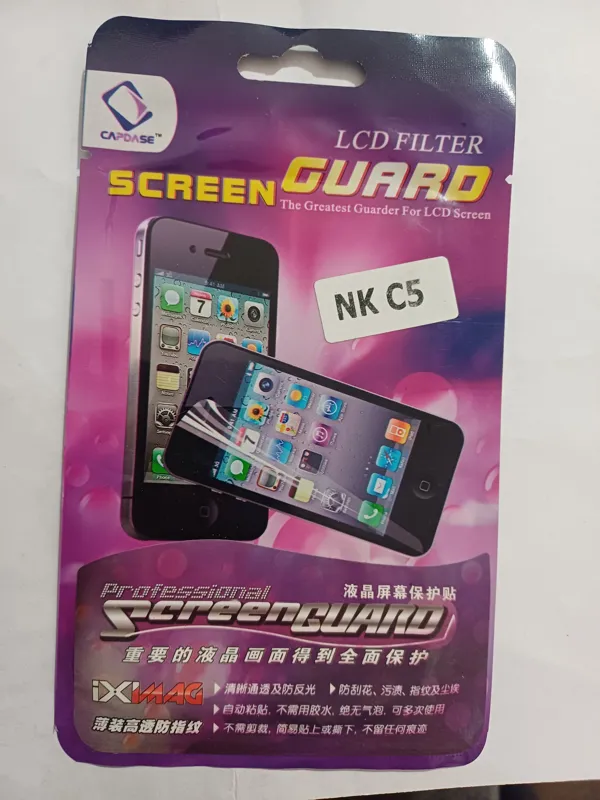 CAPDASE™
LCD FILTER
SCREEN GUARD
The Greatest Guarder For LCD Screen
NK C5
Professional
液晶屏幕保护贴
ScreenGUARD
重要的液晶画面得到全面保护
iXIMAG
清晰通透及防反光
防刮花、污渍、指纹及尘埃
自动粘贴, 不需用胶水, 绝无气泡, 可多次使用
薄装高透防指纹
不需剪裁, 简易贴上或撕下, 不留任何痕迹